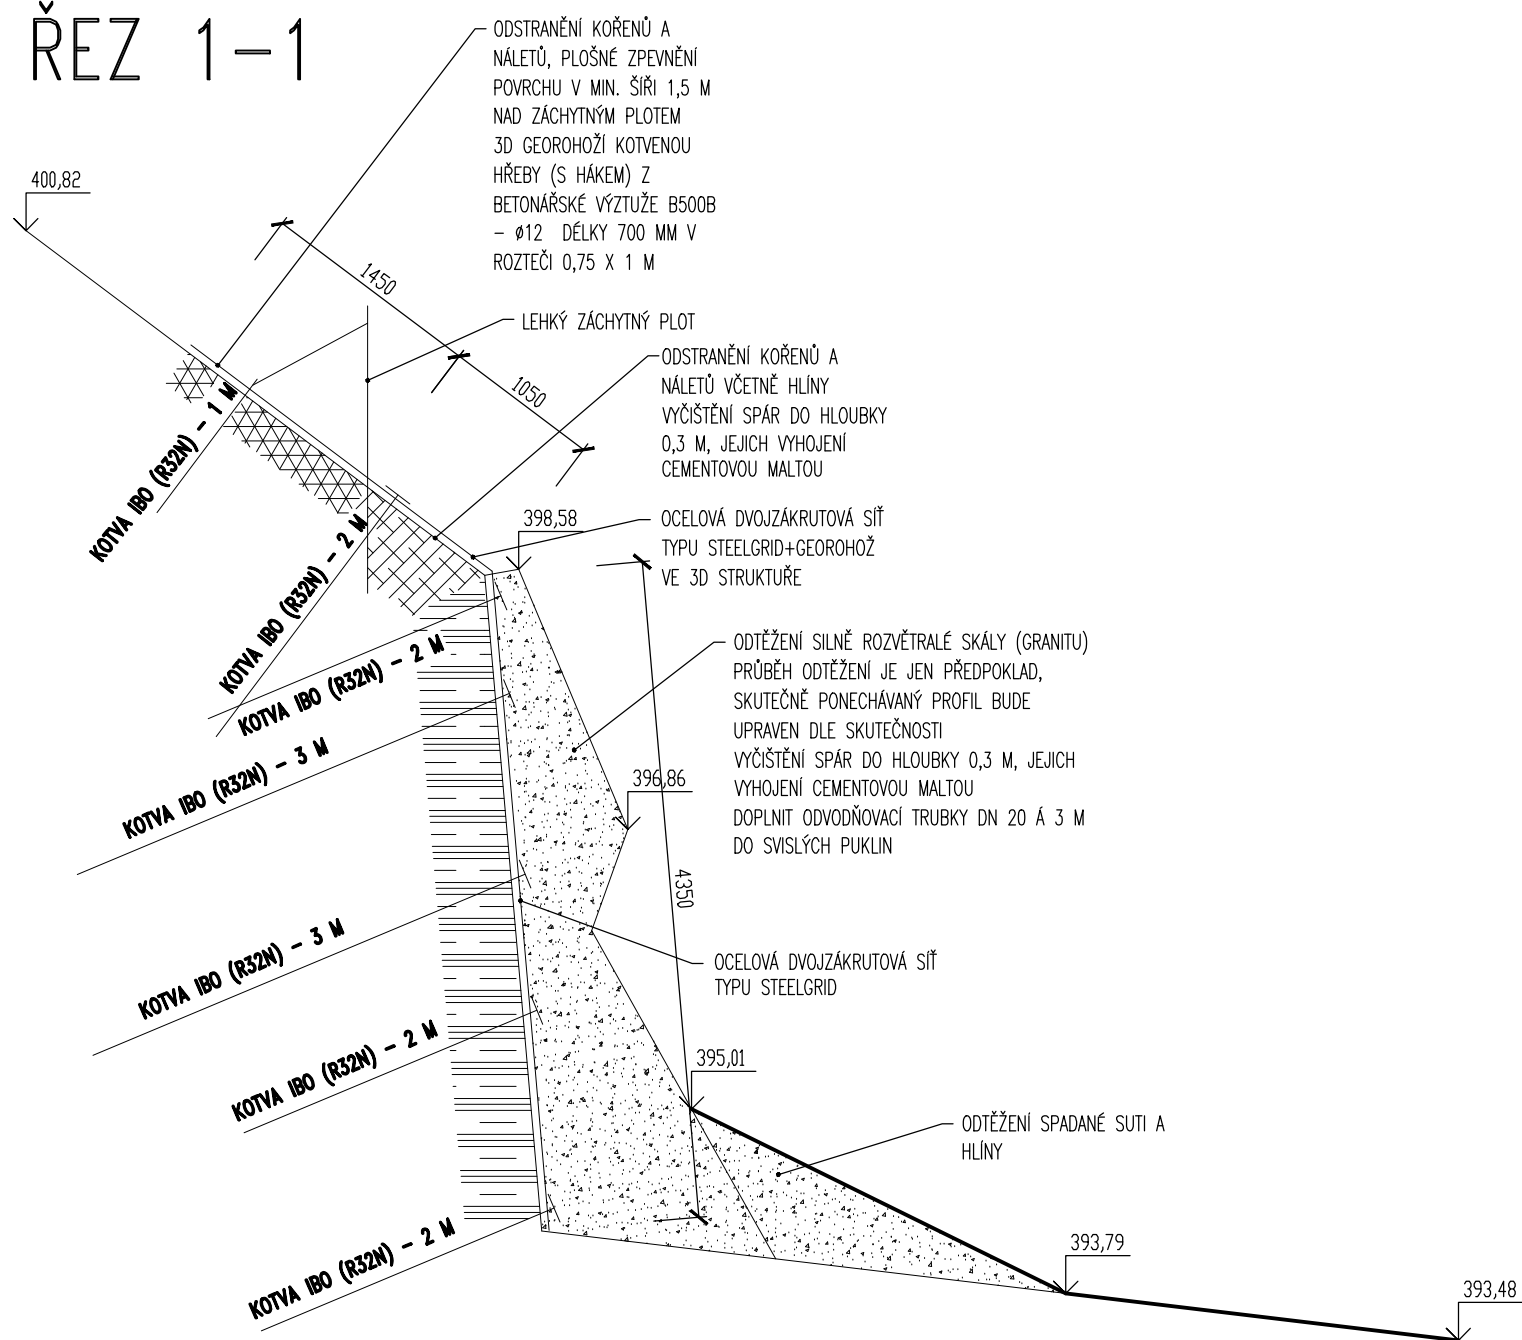 ŘEZ 1-1
ODSTRANĚNÍ KOŘENŮ A
NÁLETŮ, PLOŠNÉ ZPEVNĚNÍ
POVRCHU V MIN. ŠÍŘI 1,5 M
NAD ZÁCHYTNÝM PLOTEM
3D GEOROHOŽÍ KOTVENOU
HŘEBY (S HÁKEM) Z
BETONÁŘSKÉ VÝZTUŽE B500B
- ø12 DÉLKY 700 MM V
ROZTEČI 0,75 X 1 M
400,82
1450
LEHKÝ ZÁCHYTNÝ PLOT
1050
ODSTRANĚNÍ KOŘENŮ A
NÁLETŮ VČETNĚ HLÍNY
VYČIŠTĚNÍ SPÁR DO HLOUBKY
0,3 M, JEJICH VYHOJENÍ
CEMENTOVOU MALTOU
KOTVA IBO (R32N) - 1 M
KOTVA IBO (R32N) - 2 M
398,58
OCELOVÁ DVOJZÁKRUTOVÁ SÍŤ
TYPU STEELGRID+GEOROHOŽ
VE 3D STRUKTUŘE
KOTVA IBO (R32N) - 2 M
ODTĚŽENÍ SILNĚ ROZVĚTRALÉ SKÁLY (GRANITU)
PRŮBĚH ODTĚŽENÍ JE JEN PŘEDPOKLAD,
SKUTEČNĚ PONECHÁVANÝ PROFIL BUDE
UPRAVEN DLE SKUTEČNOSTI
VYČIŠTĚNÍ SPÁR DO HLOUBKY 0,3 M, JEJICH
VYHOJENÍ CEMENTOVOU MALTOU
DOPLNIT ODVODŇOVACÍ TRUBKY DN 20 Á 3 M
DO SVISLÝCH PUKLIN
KOTVA IBO (R32N) - 3 M
396,86
4350
KOTVA IBO (R32N) - 3 M
OCELOVÁ DVOJZÁKRUTOVÁ SÍŤ
TYPU STEELGRID
KOTVA IBO (R32N) - 2 M
395,01
ODTĚŽENÍ SPADANÉ SUTI A
HLÍNY
KOTVA IBO (R32N) - 2 M
393,79
393,48